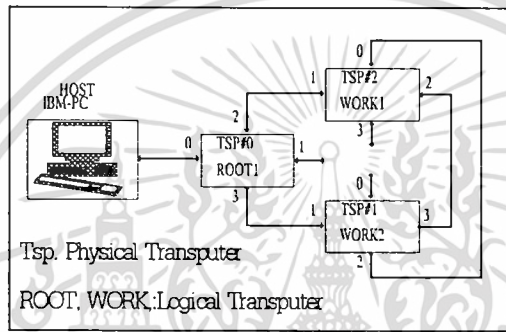 HOST
IBM-PC
0
TSP#0
ROOT1
2
1
3
0
1
TSP#2
WORK1
2
3
0
1
TSP#1
WORK2
3
2
Tsp, Physical Transputer
ROOT, WORK,:Logical Transputer